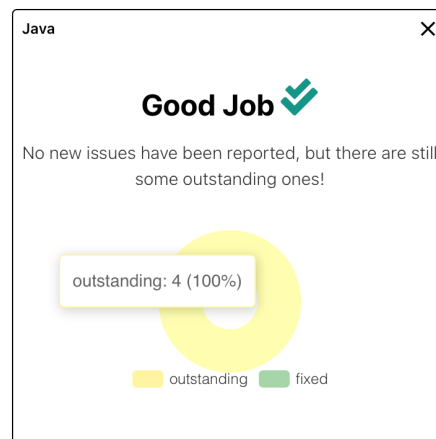 Java
Good Job
No new issues have been reported, but there are still
some outstanding ones!
outstanding: 4 (100%)
outstanding
fixed